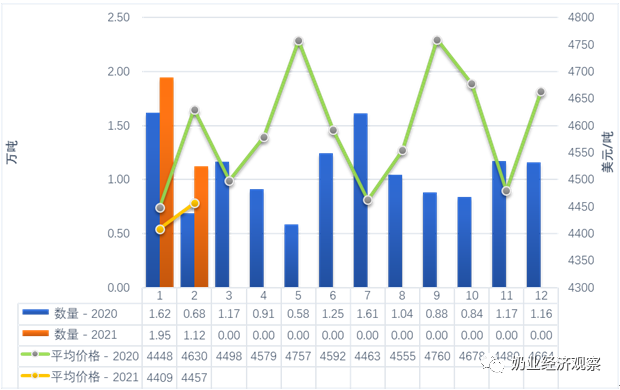 2.50 4800
4750
2.00 4700
4650
1.50 4600
4550
1.00 4500
4450
0.50 4400
4350
0.00 4300
万吨
美元/吨
1 2 3 4 5 6 7 8 9 10 11 12
数量 - 2020 1.62 0.68 1.17 0.91 0.58 1.25 1.61 1.04 0.88 0.84 1.17 1.16
数量 - 2021 1.95 1.12 0.00 0.00 0.00 0.00 0.00 0.00 0.00 0.00 0.00 0.00
平均价格 - 2020 4448 4630 4498 4579 4757 4592 4463 4555 4760 4678 4480 4664
平均价格 - 2021 4409 4457
奶业经济观察